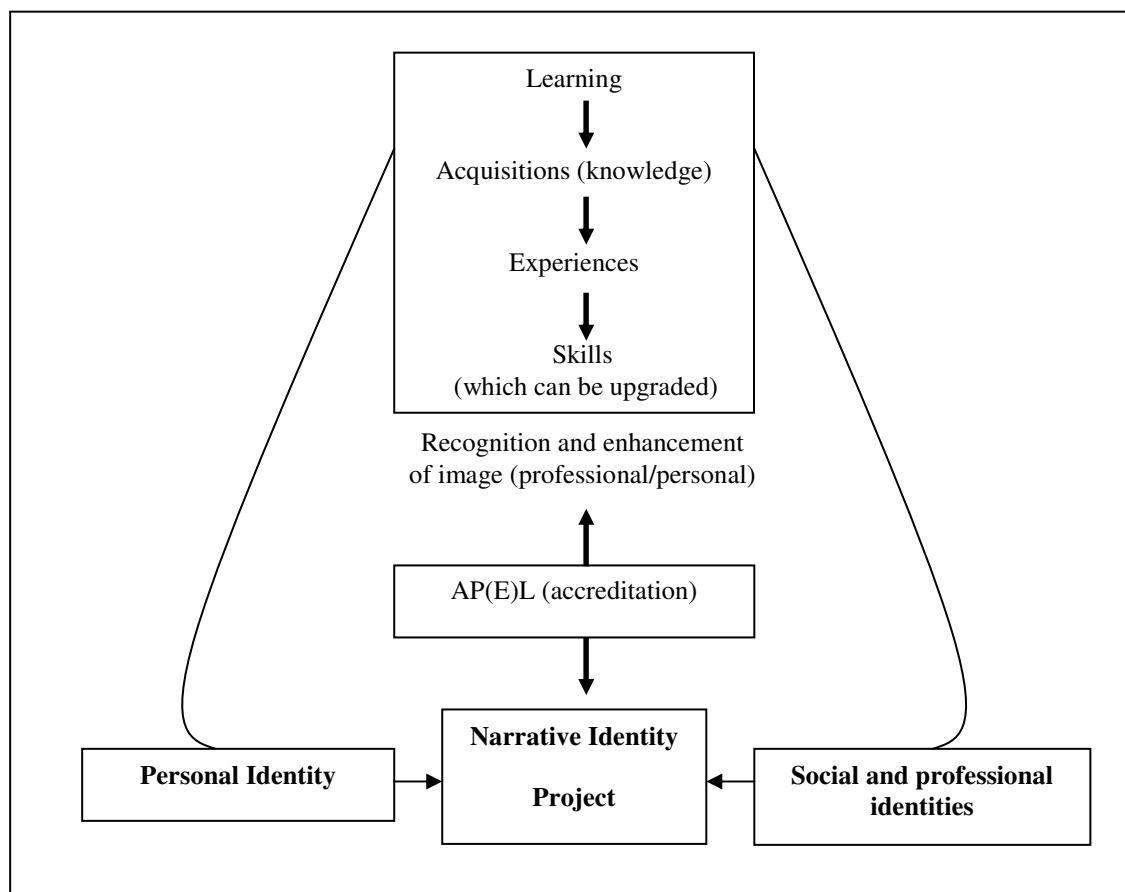 Learning
Acquisitions (knowledge)
Experiences
Skills
(which can be upgraded)
Recognition and enhancement
of image (professional/personal)
AP(E)L (accreditation)
Narrative Identity
Project
Personal Identity
Social and professional
identities